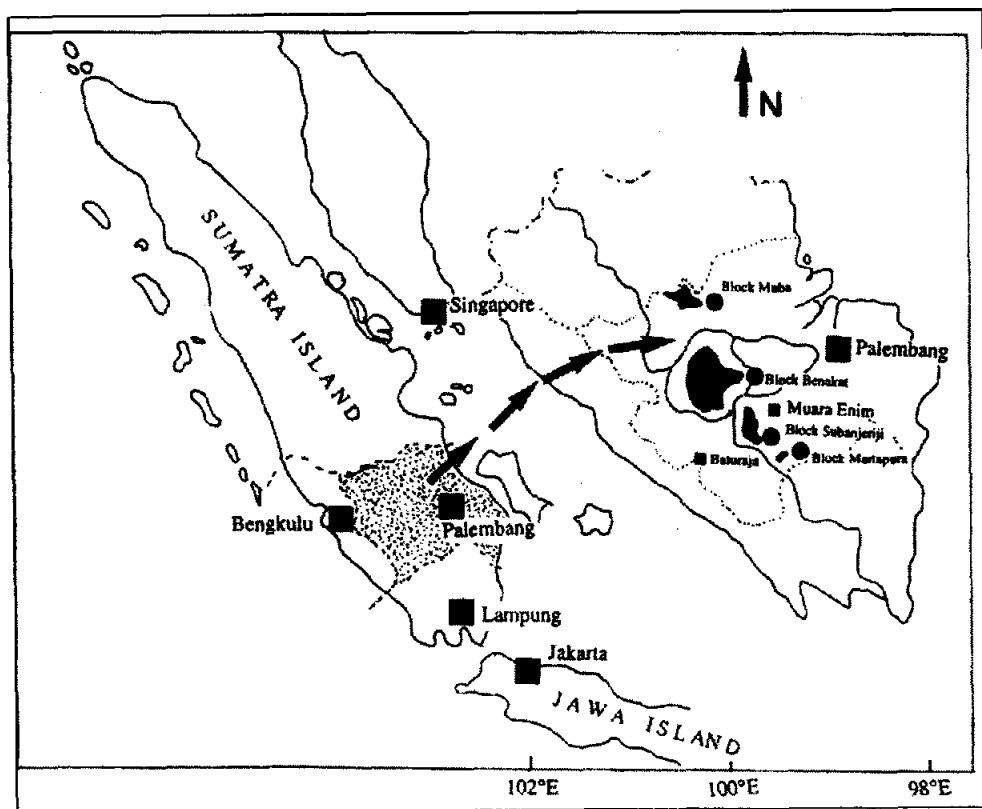 N
SUMATRA ISLAND
Singapore
Block Muba
Palembang
Block Benakat
Muara Enim
Block Subanjeriji
Baturaja
Block Martapura
Bengkulu
Palembang
Lampung
Jakarta
JAWA ISLAND
102°E
100°E
98°E